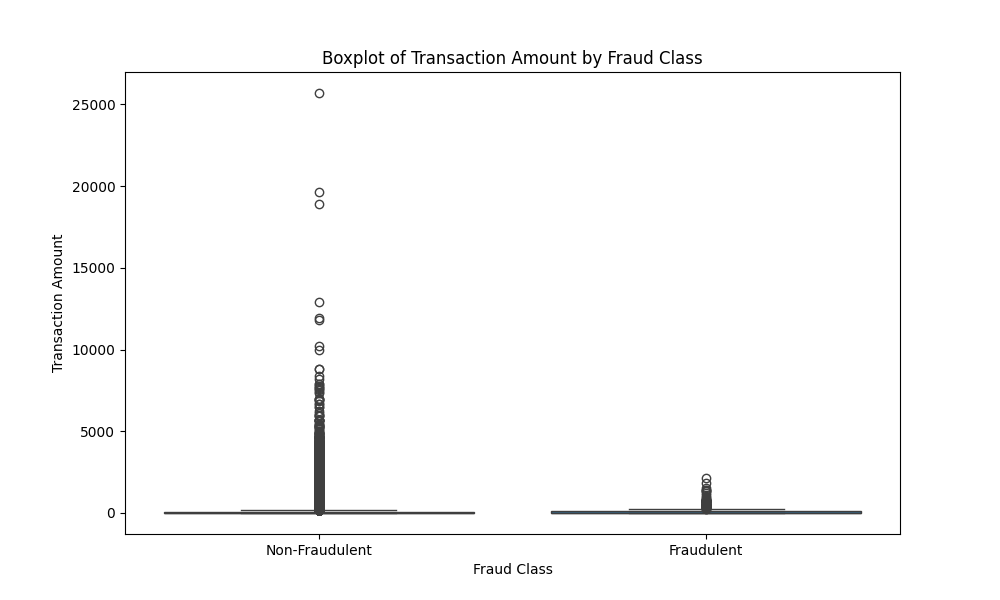 Boxplot of Transaction Amount by Fraud Class
25000
20000
15000
10000
5000
0
Transaction Amount
Non-Fraudulent
Fraudulent
Fraud Class